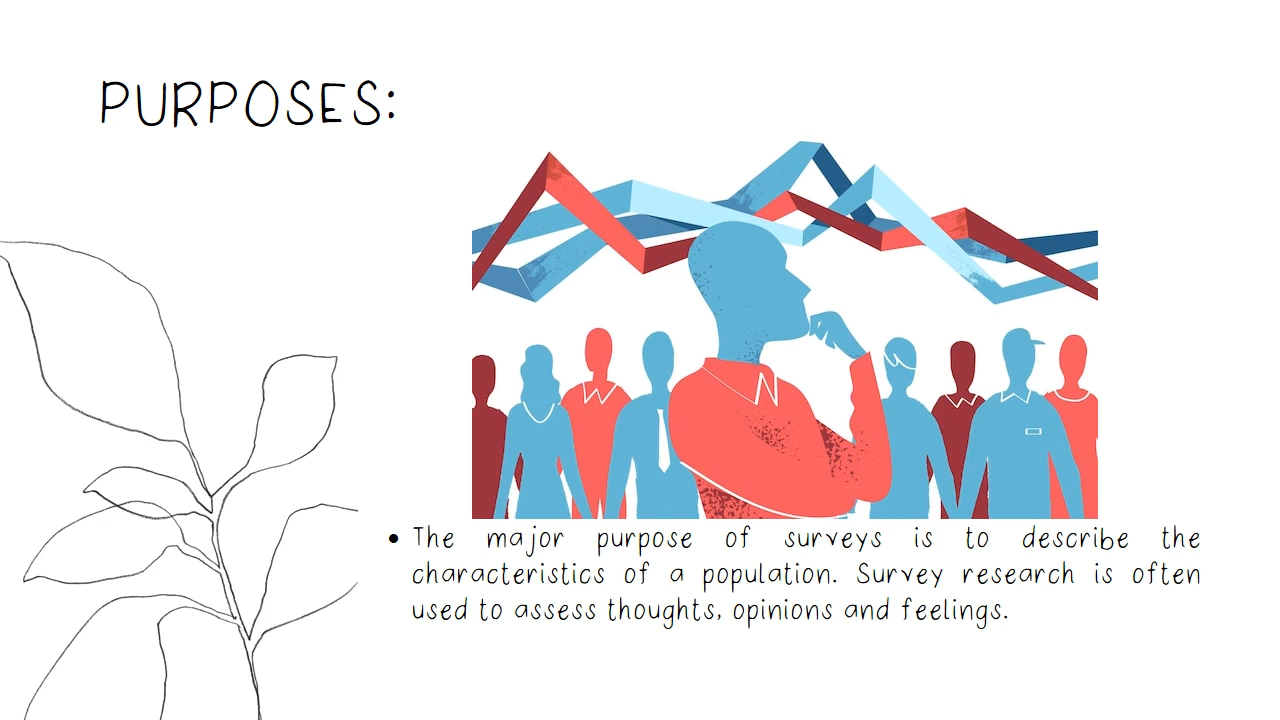 PURPOSES:
• The major purpose of surveys is to describe the
characteristics of a population. Survey research is often
used to assess thoughts, opinions and feelings.